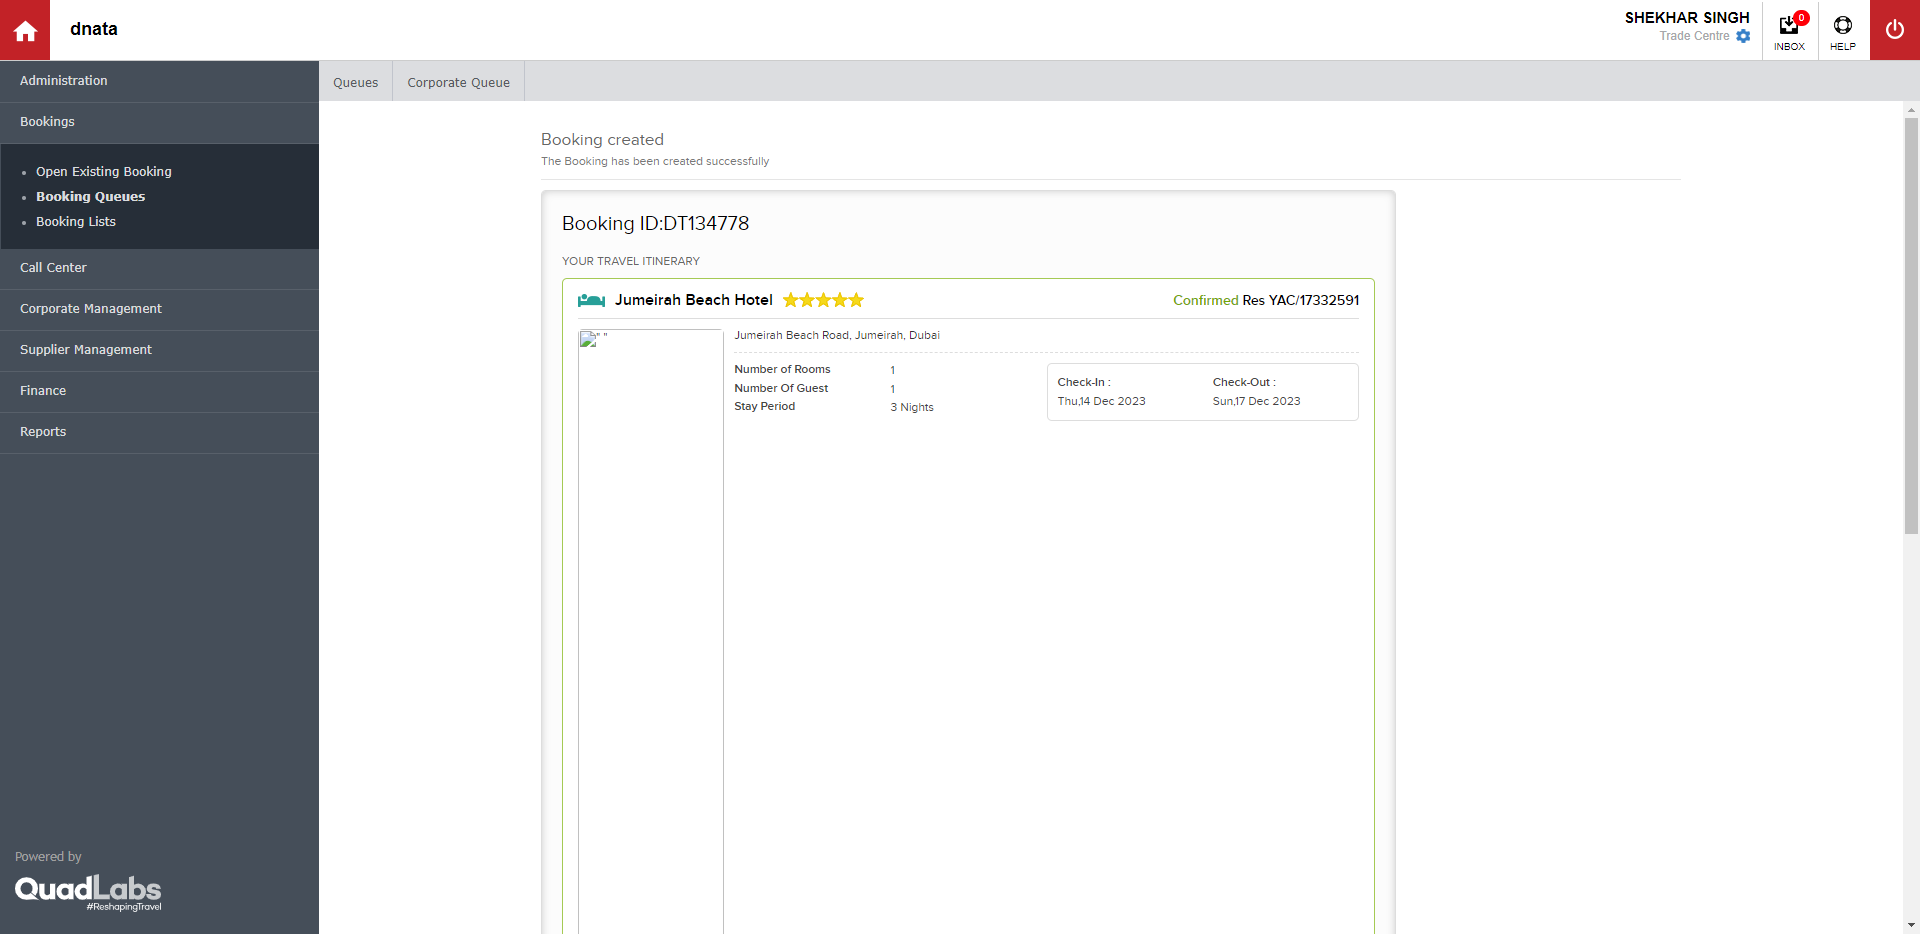 dnata
SHEKHAR SINGH
Trade Centre
0
INBOX
HELP
Administration
Bookings
Open Existing Booking
Booking Queues
Booking Lists
Call Center
Corporate Management
Supplier Management
Finance
Reports
Powered by
QuadLabs
#ReshapingTravel
Queues
Corporate Queue
Booking created
The Booking has been created successfully
Booking ID:DT134778
YOUR TRAVEL ITINERARY
Jumeirah Beach Hotel
Confirmed Res YAC/17332591
" "
Jumeirah Beach Road, Jumeirah, Dubai
Number of Rooms 1
Number Of Guest 1
Stay Period 3 Nights
Check-In : Check-Out :
Thu,14 Dec 2023 Sun,17 Dec 2023